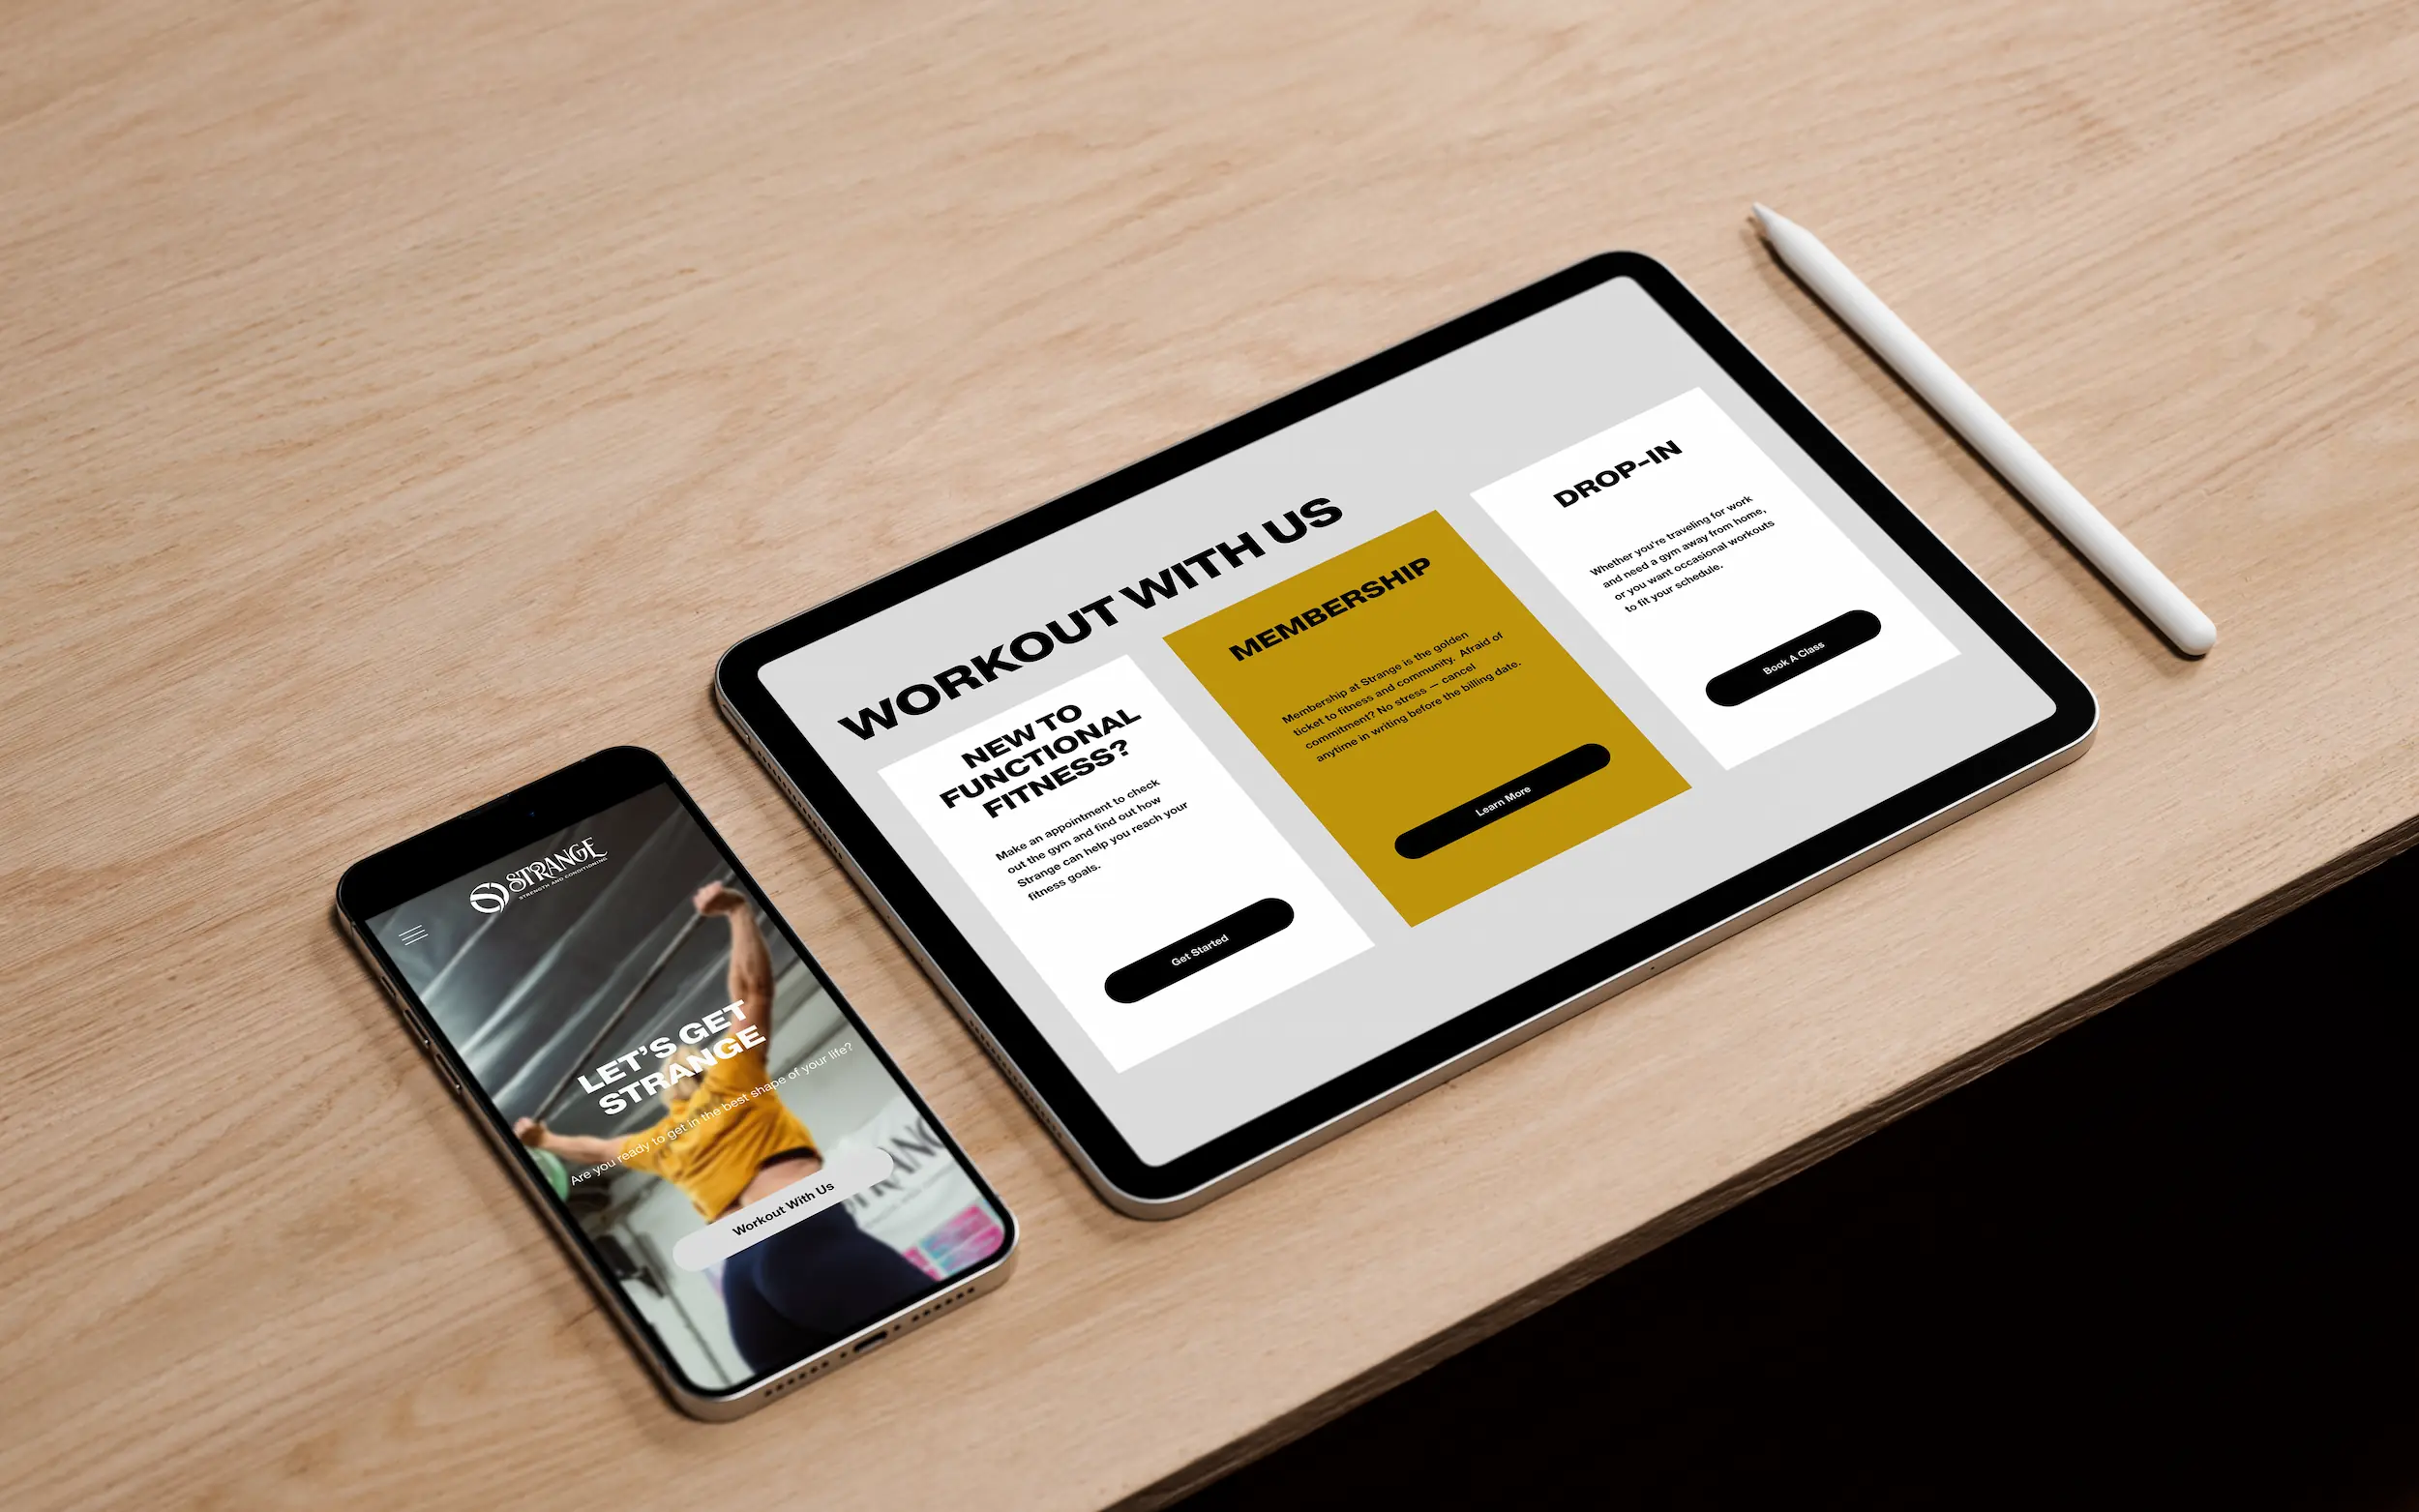 STRANGE
STRENGTH AND CONDITIONING
LET'S GET
STRANGE
Are you ready to get in the best shape of your life?
Workout With Us
WORKOUT WITH US
NEW TO
FUNCTIONAL
FITNESS?
Make an appointment to check
out the gym and find out how
Strange can help you reach your
fitness goals.
Get Started
MEMBERSHIP
Membership at Strange is the golden
ticket to fitness and community. Afraid of
commitment? No stress — cancel
anytime in writing before the billing date.
Learn More
DROP-IN
Whether you're traveling for work
and need a gym away from home,
or you want occasional workouts
to fit your schedule.
Book A Class